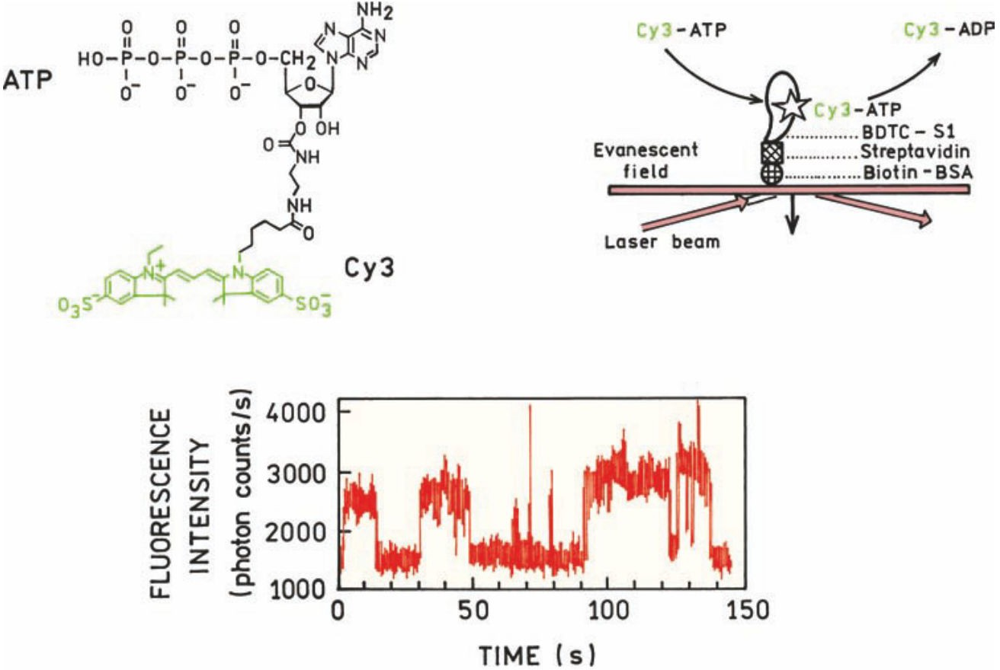 ATP
NH2
N
N
N
N
O
O
O
HO-P-O-P-O-P-O-CH2
O-
O-
O-
O
O
OH
O
NH
NH
O
Cy3
N+
N
O3S-
SO3-
Cy3-ATP
Cy3-ADP
Cy3-ATP
BDTC-S1
Streptavidin
Biotin-BSA
Evanescent
field
Laser beam
FLUORESCENCE
INTENSITY
(photon counts/s)
4000
3000
2000
1000
0
50
100
150
TIME (s)